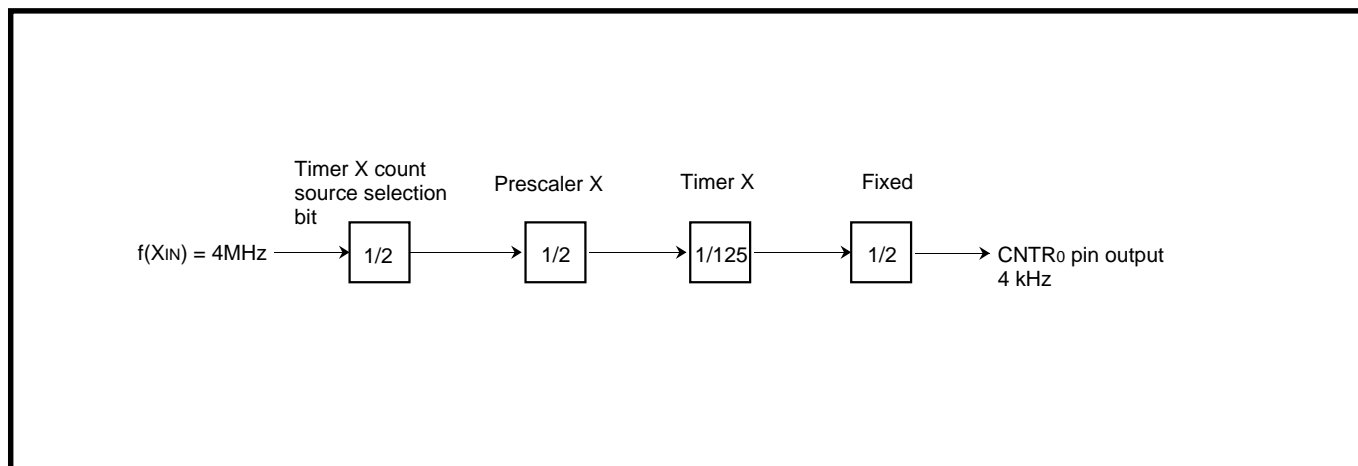 Timer X count
source selection
bit
Prescaler X
Timer X
Fixed
f(XIN) = 4MHz
1/2
1/2
1/125
1/2
CNTR0 pin output
4 kHz